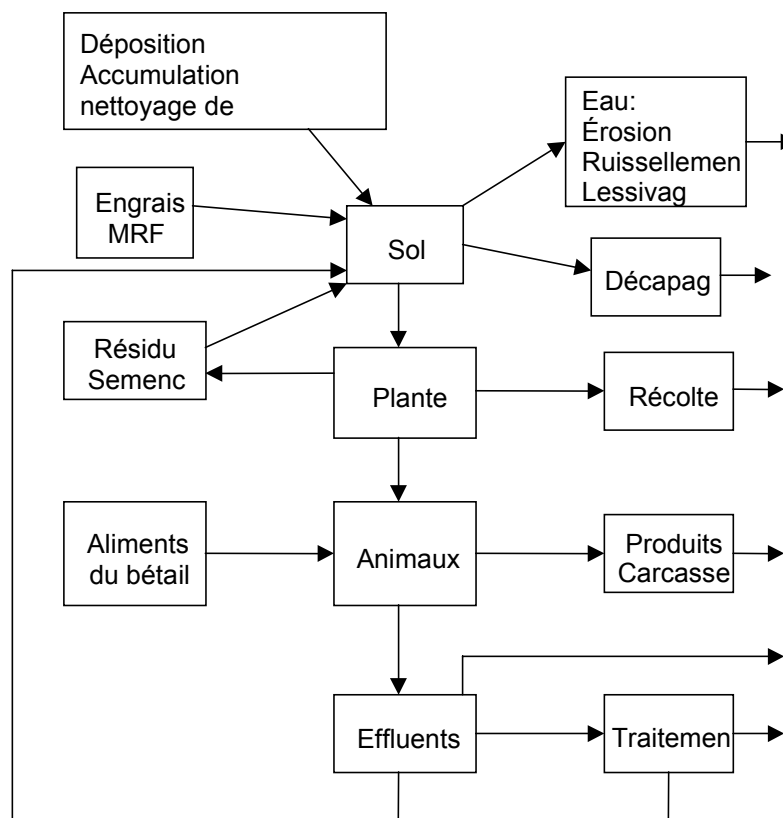 Déposition
Accumulation
nettoyage de
Eau:
Érosion
Ruissellemen
Lessivag
Engrais
MRF
Sol
Décapag
Résidu
Semenc
Plante
Récolte
Aliments
du bétail
Animaux
Produits
Carcasse
Effluents
Traitemen